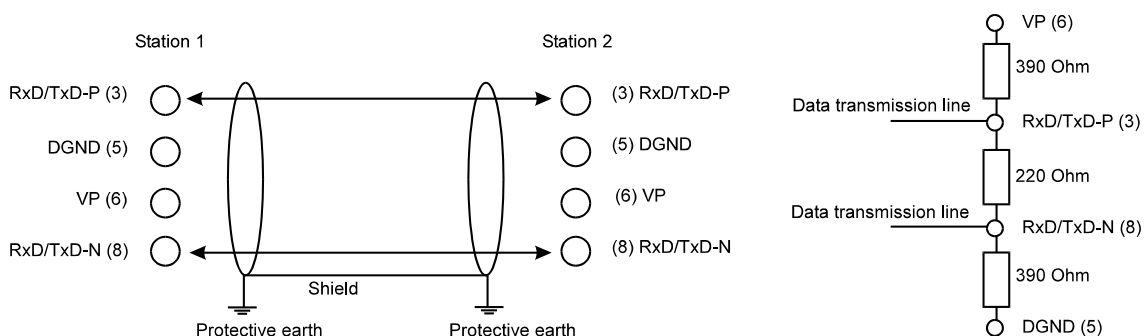 Station 1
Station 2
RxD/TxD-P (3)
(3) RxD/TxD-P
DGND (5)
(5) DGND
VP (6)
(6) VP
RxD/TxD-N (8)
(8) RxD/TxD-N
Shield
Protective earth
Protective earth
VP (6)
390 Ohm
Data transmission line
RxD/TxD-P (3)
220 Ohm
Data transmission line
RxD/TxD-N (8)
390 Ohm
DGND (5)